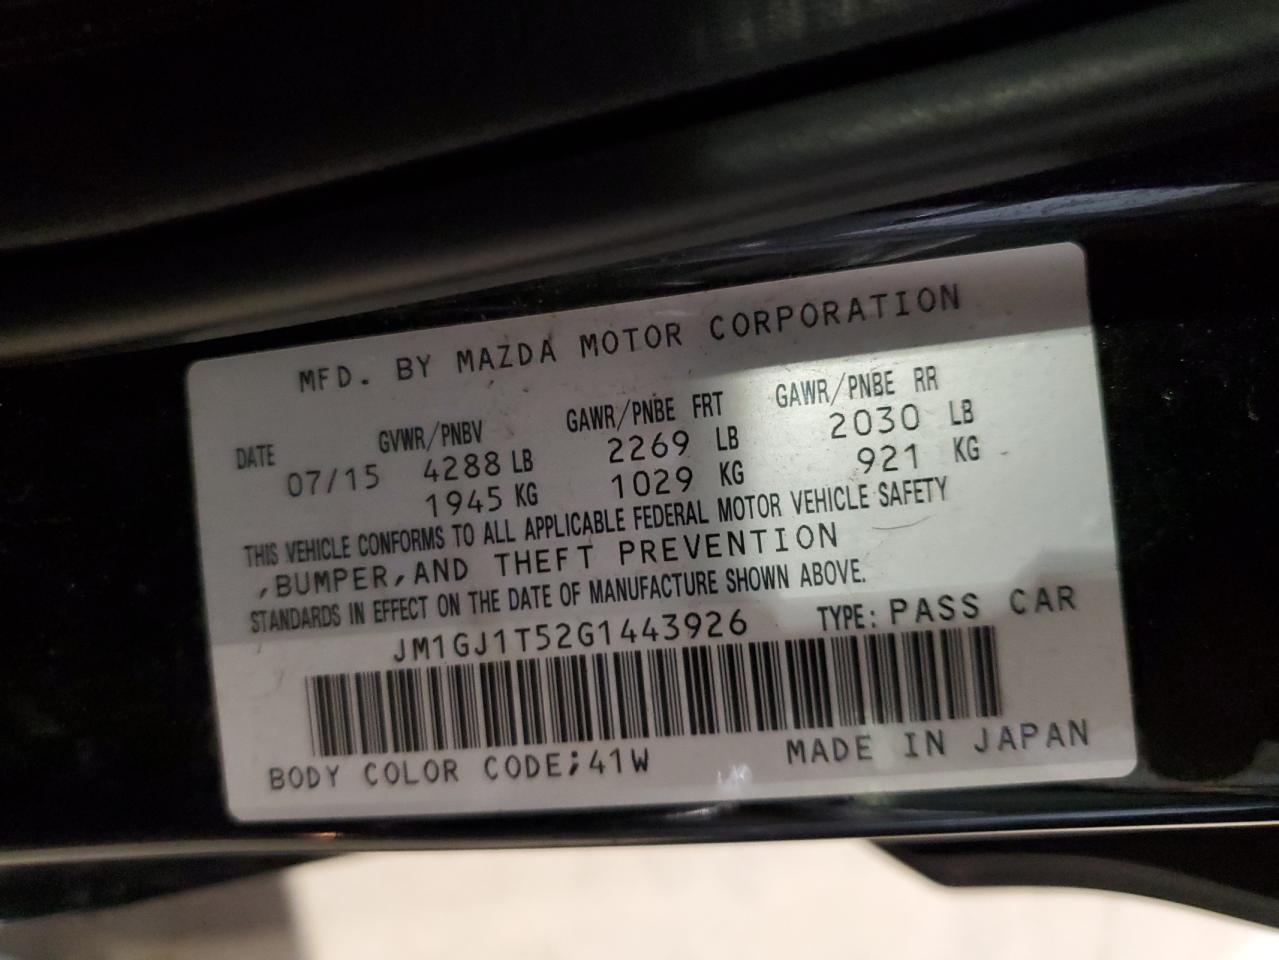 MFD. BY MAZDA MOTOR CORPORATION
DATE GVWR/PNBV GAWR/PNBE FRT GAWR/PNBE RR
07/15 4288 LB 2269 LB 2030 LB
1945 KG 1029 KG 921 KG
THIS VEHICLE CONFORMS TO ALL APPLICABLE FEDERAL MOTOR VEHICLE SAFETY
,BUMPER,AND THEFT PREVENTION
STANDARDS IN EFFECT ON THE DATE OF MANUFACTURE SHOWN ABOVE.
JM1GJ1T52G1443926 TYPE: PASS CAR
BODY COLOR CODE;41W MADE IN JAPAN